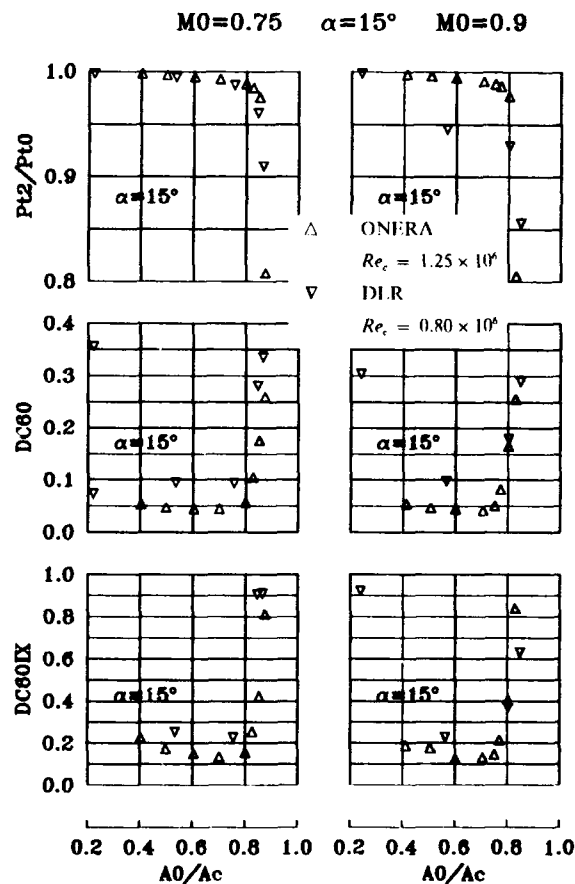 M0=0.75 α=15° M0=0.9
1.0
0.9
0.8
Pt2/Pt0
α=15°
α=15°
△ ONERA
Re_c = 1.25 × 10⁶
▽ DLR
Re_c = 0.80 × 10⁶
0.4
0.3
0.2
0.1
0.0
DC60
α=15°
α=15°
1.0
0.8
0.6
0.4
0.2
0.0
DC60IX
α=15°
α=15°
0.2 0.4 0.6 0.8 1.0
0.2 0.4 0.6 0.8 1.0
A0/Ac
A0/Ac